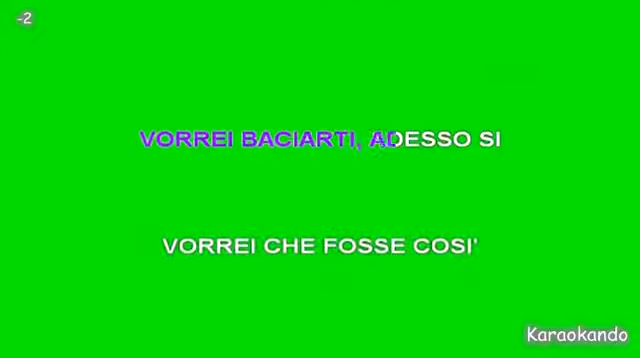 -2
VORREI BACIARTI, ADESSO SI
VORREI CHE FOSSE COSI'
Karaokando